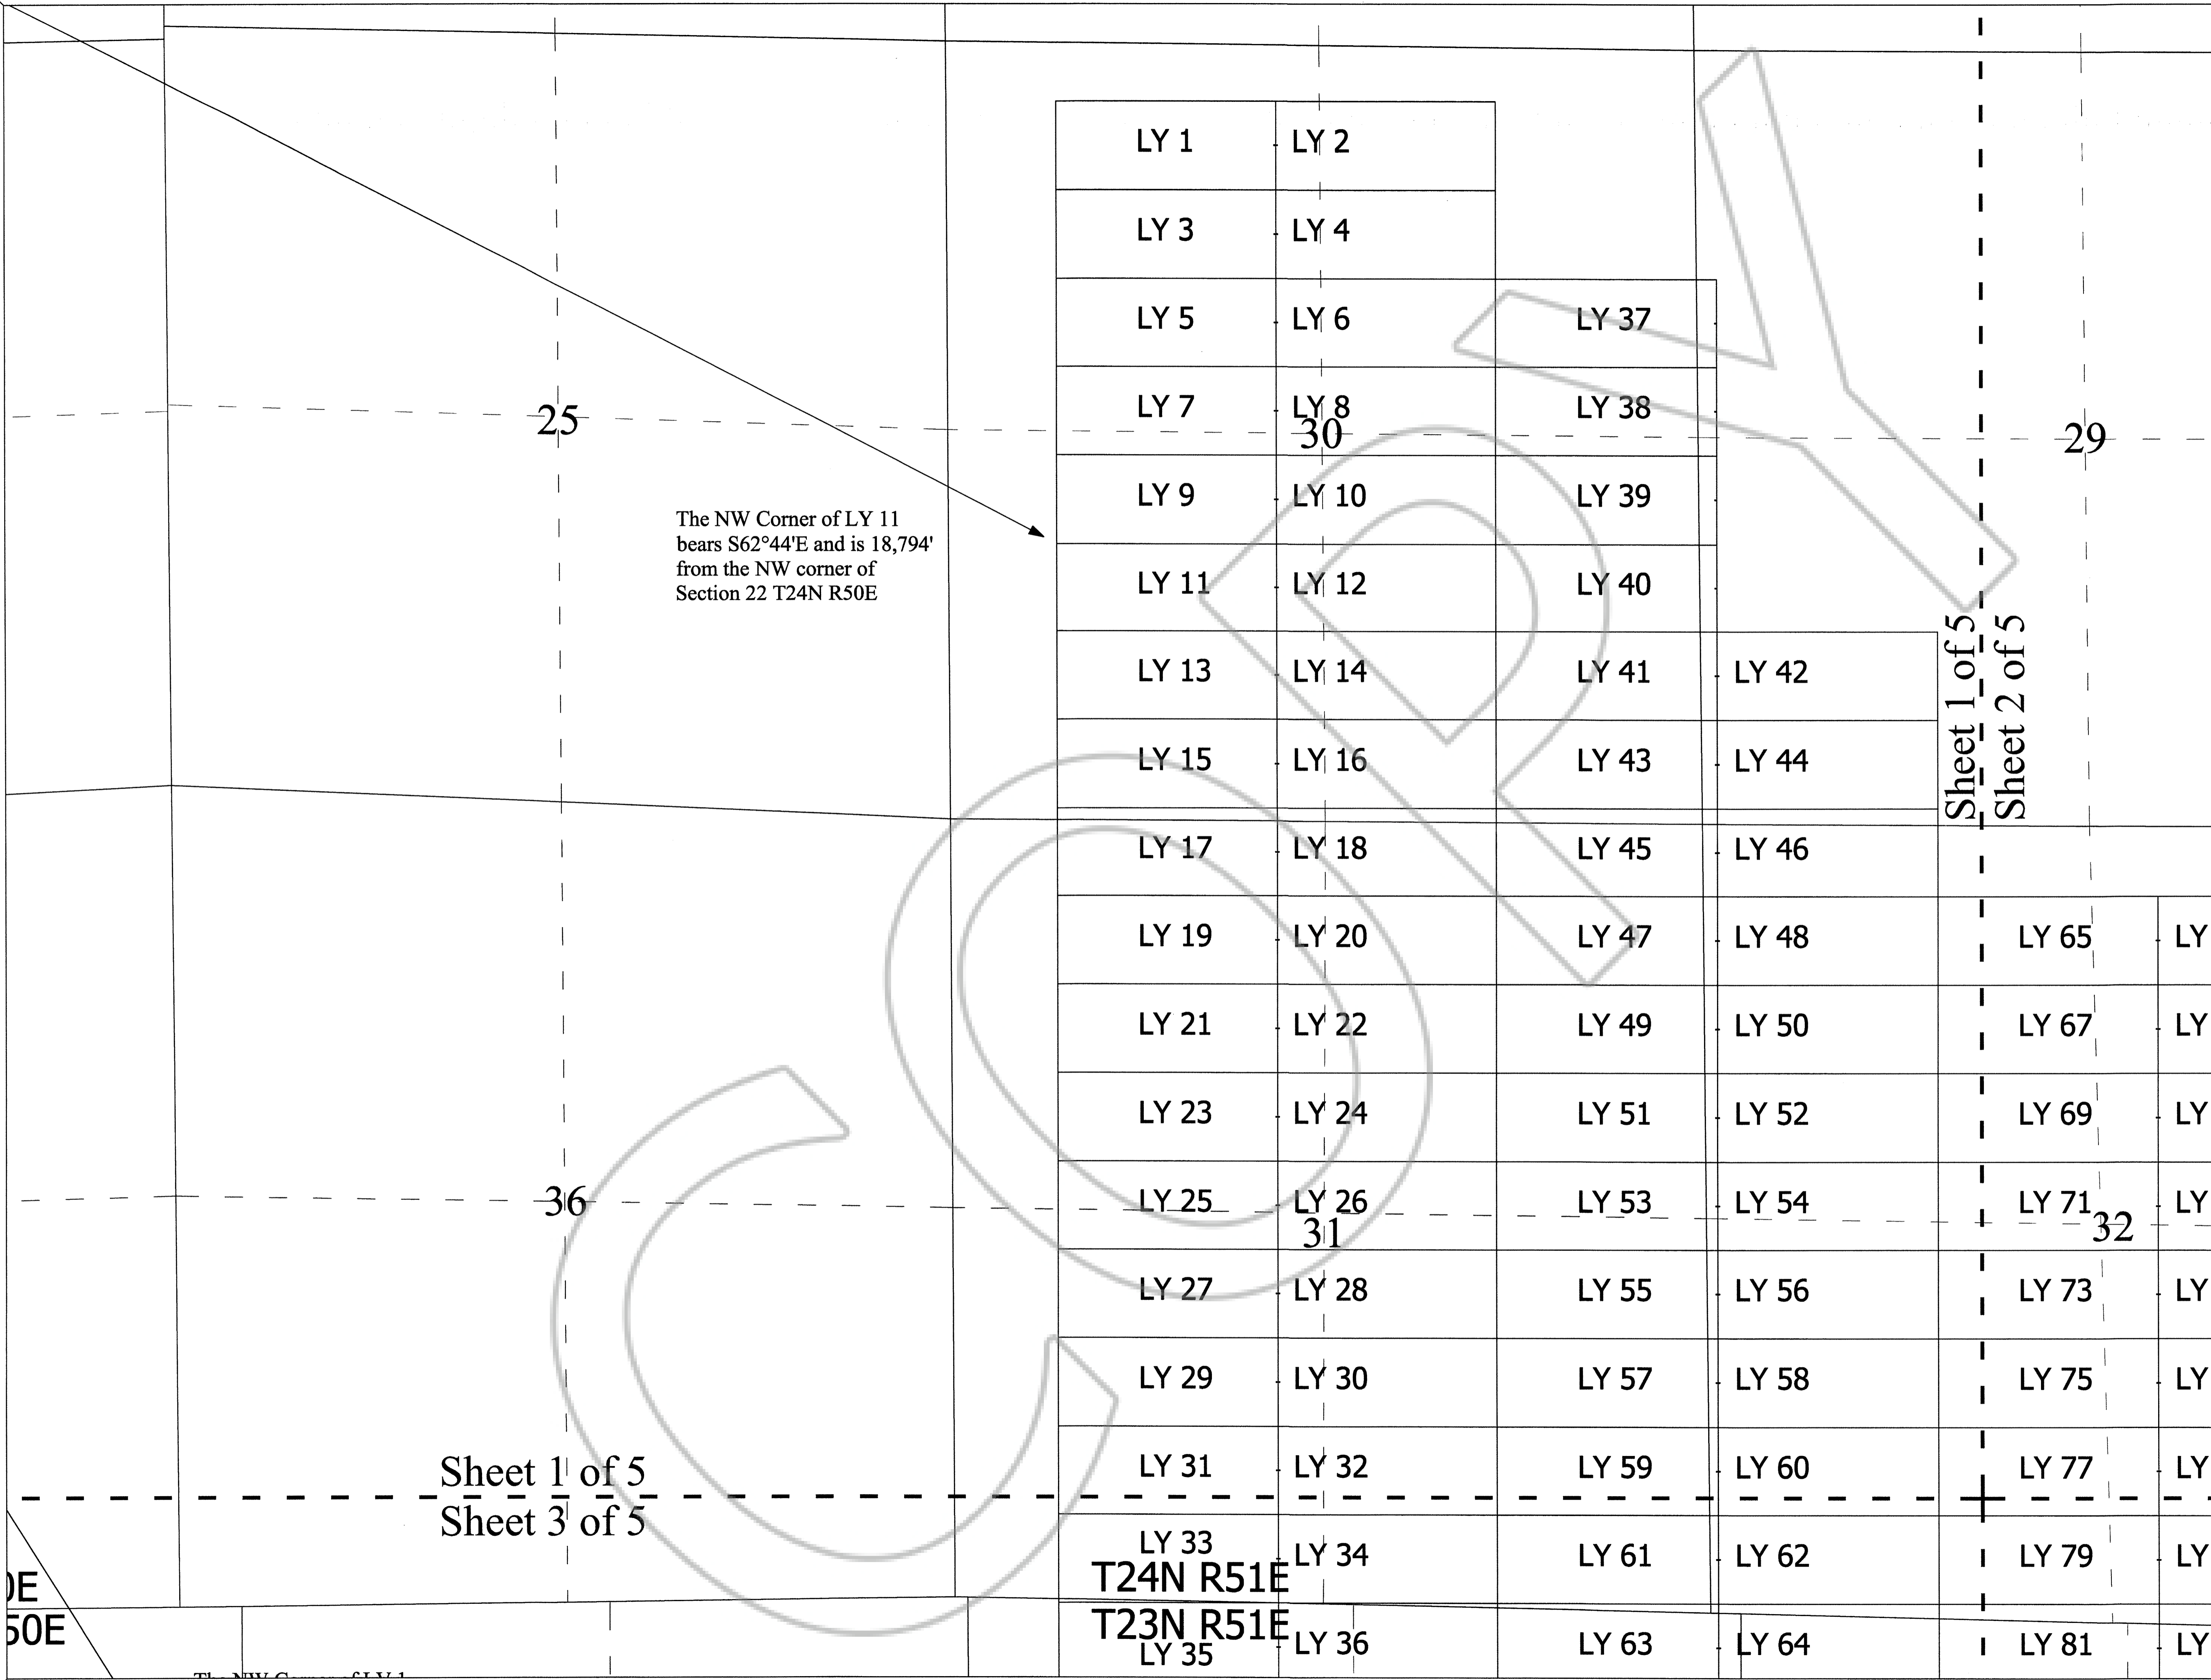 LY 1 LY 2
LY 3 LY 4
LY 5 LY 6 LY 37
LY 7 LY 8 LY 38
25 30 29
LY 9 LY 10 LY 39
The NW Corner of LY 11
bears S62°44'E and is 18,794'
from the NW corner of
Section 22 T24N R50E
LY 11 LY 12 LY 40
LY 13 LY 14 LY 41 LY 42
Sheet 1 of 5
Sheet 2 of 5
LY 15 LY 16 LY 43 LY 44
LY 17 LY 18 LY 45 LY 46
LY 19 LY 20 LY 47 LY 48 LY 65 LY
LY 21 LY 22 LY 49 LY 50 LY 67 LY
LY 23 LY 24 LY 51 LY 52 LY 69 LY
LY 25 LY 26 LY 53 LY 54 LY 71 LY
36 31 32
LY 27 LY 28 LY 55 LY 56 LY 73 LY
LY 29 LY 30 LY 57 LY 58 LY 75 LY
LY 31 LY 32 LY 59 LY 60 LY 77 LY
Sheet 1 of 5
Sheet 3 of 5
LY 33 LY 34 LY 61 LY 62 LY 79 LY
T24N R51E
0E
T23N R51E
50E
LY 35 LY 36 LY 63 LY 64 LY 81 LY
COPY